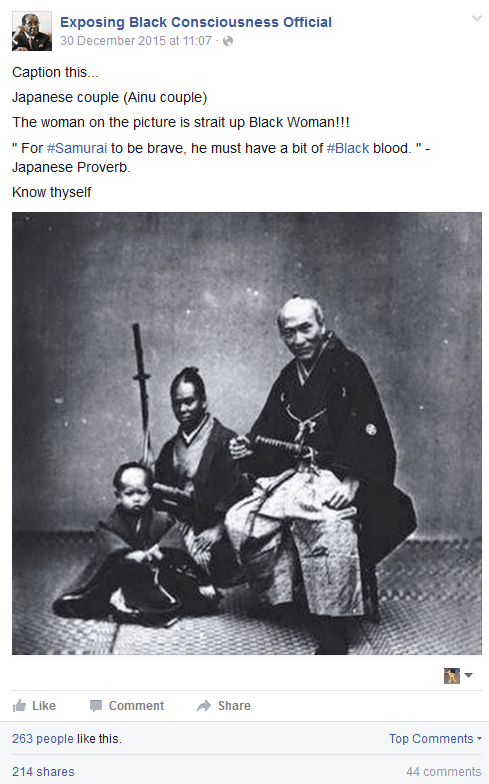 Exposing Black Consciousness Official
30 December 2015 at 11:07 ·
Caption this...
Japanese couple (Ainu couple)
The woman on the picture is strait up Black Woman!!!
" For #Samurai to be brave, he must have a bit of #Black blood. " -
Japanese Proverb.
Know thyself
Like Comment Share
263 people like this.
Top Comments
214 shares
44 comments